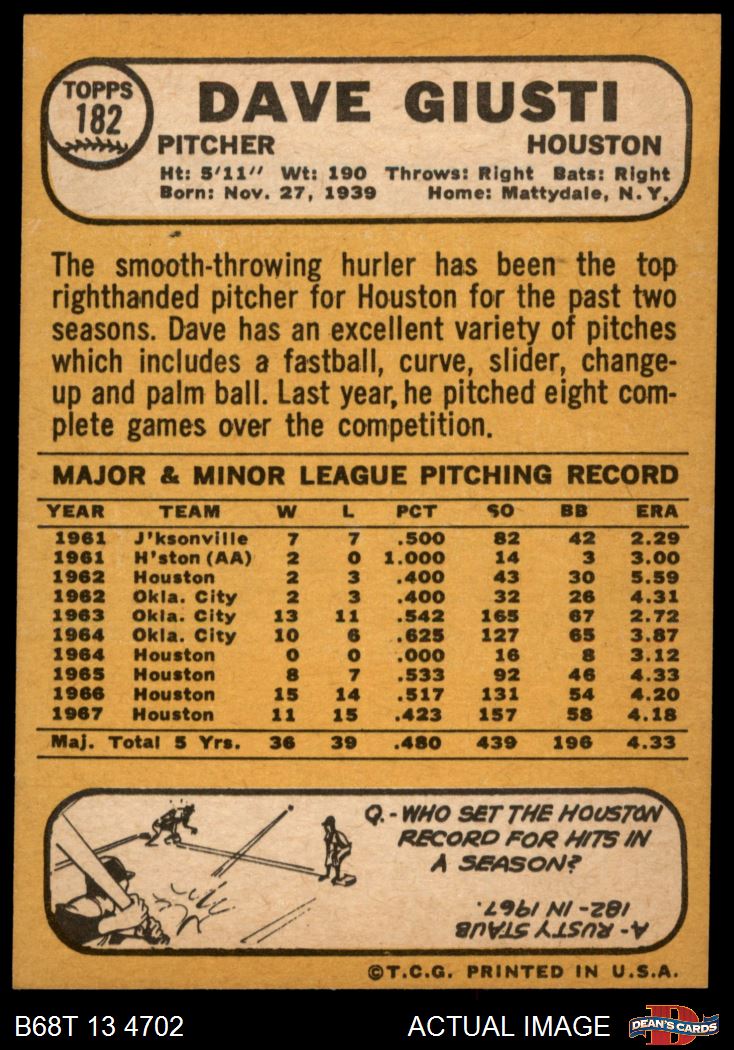 TOPPS
182
DAVE GIUSTI
PITCHER HOUSTON
Ht: 5'11" Wt: 190 Throws: Right Bats: Right
Born: Nov. 27, 1939 Home: Mattydale, N.Y.
The smooth-throwing hurler has been the top
righthanded pitcher for Houston for the past two
seasons. Dave has an excellent variety of pitches
which includes a fastball, curve, slider, change-
up and palm ball. Last year, he pitched eight com-
plete games over the competition.
MAJOR & MINOR LEAGUE PITCHING RECORD
YEAR TEAM W L PCT SO BB ERA
1961 J'ksonville 7 7 .500 82 42 2.29
1961 H'ston (AA) 2 0 1.000 14 3 3.00
1962 Houston 2 3 .400 43 30 5.59
1962 Okla. City 2 3 .400 32 26 4.31
1963 Okla. City 13 11 .542 165 67 2.72
1964 Okla. City 10 6 .625 127 65 3.87
1964 Houston 0 0 .000 16 8 3.12
1965 Houston 8 7 .533 92 46 4.33
1966 Houston 15 14 .517 131 54 4.20
1967 Houston 11 15 .423 157 58 4.18
Maj. Total 5 Yrs. 36 39 .480 439 196 4.33
Q.-WHO SET THE HOUSTON
RECORD FOR HITS IN
A SEASON?
A-RUSTY STAUB
182-IN 1967.
©T.C.G. PRINTED IN U.S.A.
B68T 13 4702 ACTUAL IMAGE D DEAN'S CARDS